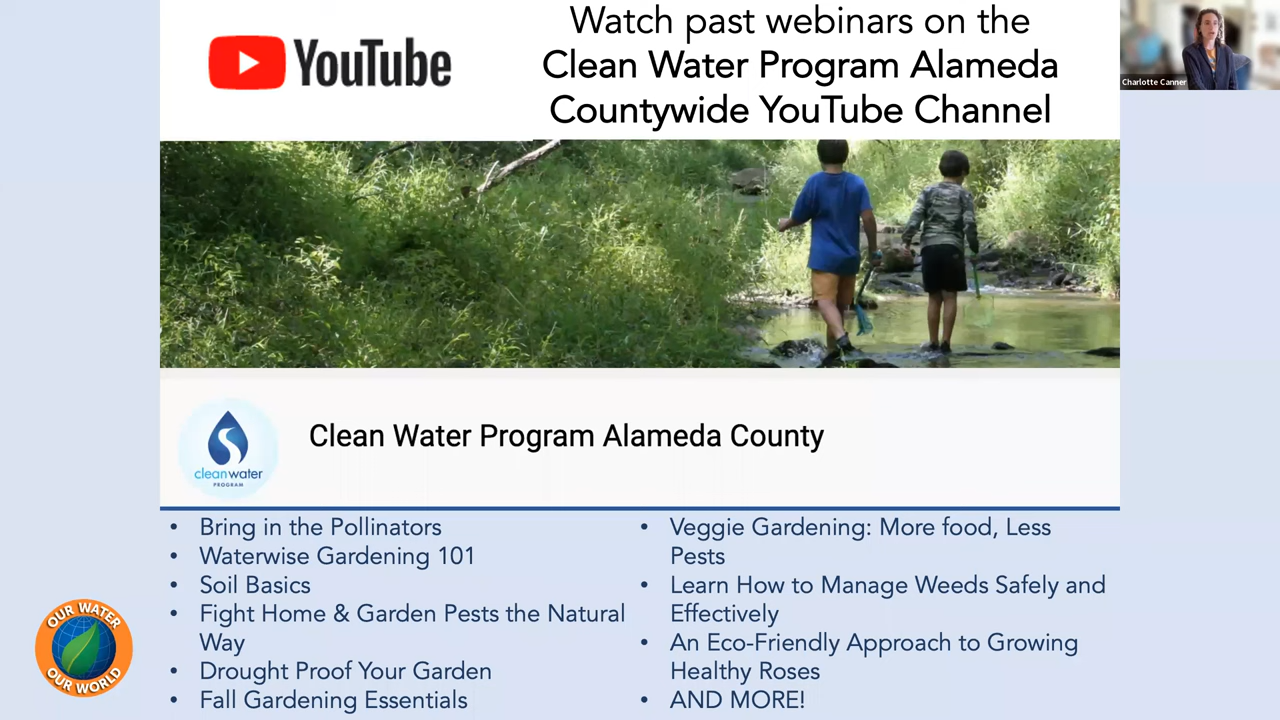 YouTube
Watch past webinars on the
Clean Water Program Alameda
Countywide YouTube Channel
Charlotte Canner
cleanwater
PROGRAM
Clean Water Program Alameda County
• Bring in the Pollinators
• Waterwise Gardening 101
• Soil Basics
• Fight Home & Garden Pests the Natural
Way
• Drought Proof Your Garden
• Fall Gardening Essentials
• Veggie Gardening: More food, Less
Pests
• Learn How to Manage Weeds Safely and
Effectively
• An Eco-Friendly Approach to Growing
Healthy Roses
• AND MORE!
OUR WATER
OUR WORLD